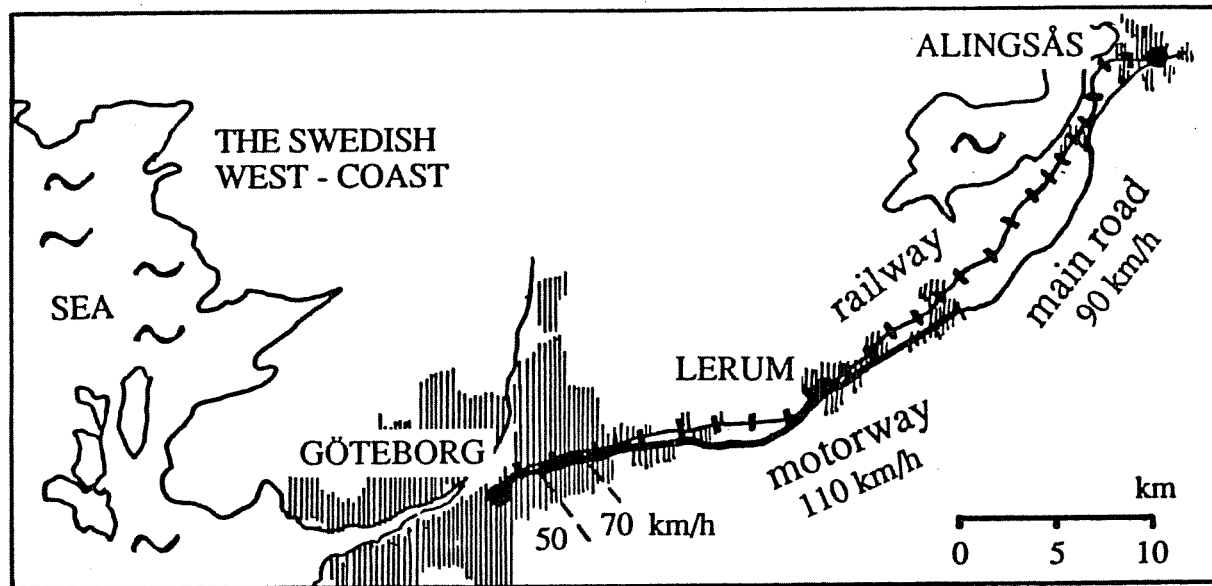 ALINGSÅS
THE SWEDISH
WEST - COAST
SEA
railway
main road
90 km/h
LERUM
GÖTEBORG
motorway
110 km/h
50
70 km/h
km
0 5 10